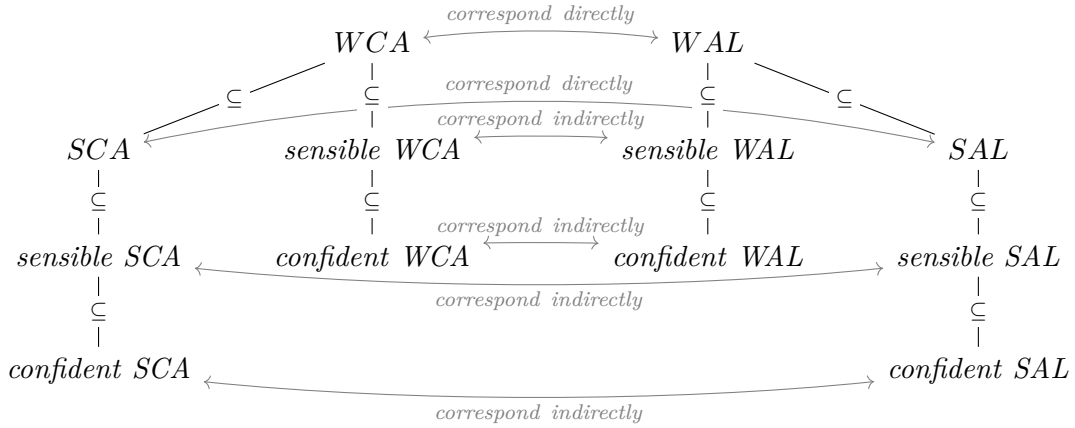 correspond directly
WCA WAL
⊆ ⊆ ⊆ ⊆
correspond directly
correspond indirectly
SCA sensible WCA sensible WAL SAL
⊆ ⊆ ⊆ ⊆
correspond indirectly
sensible SCA confident WCA confident WAL sensible SAL
correspond indirectly
⊆ ⊆
confident SCA confident SAL
correspond indirectly